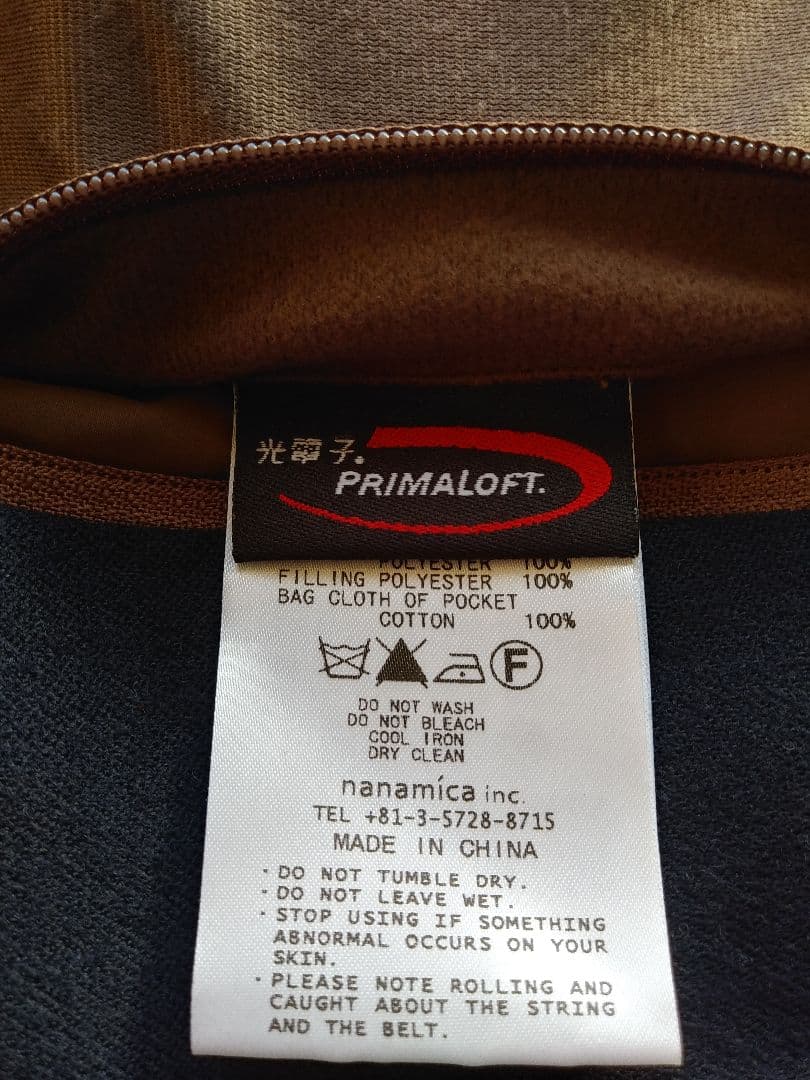 光電子®
PRIMALOFT®
POLYESTER 100%
FILLING POLYESTER 100%
BAG CLOTH OF POCKET
COTTON 100%
F
DO NOT WASH
DO NOT BLEACH
COOL IRON
DRY CLEAN
nanamíca inc.
TEL +81-3-5728-8715
MADE IN CHINA
・DO NOT TUMBLE DRY.
・DO NOT LEAVE WET.
・STOP USING IF SOMETHING
ABNORMAL OCCURS ON YOUR
SKIN.
・PLEASE NOTE ROLLING AND
CAUGHT ABOUT THE STRING
AND THE BELT.